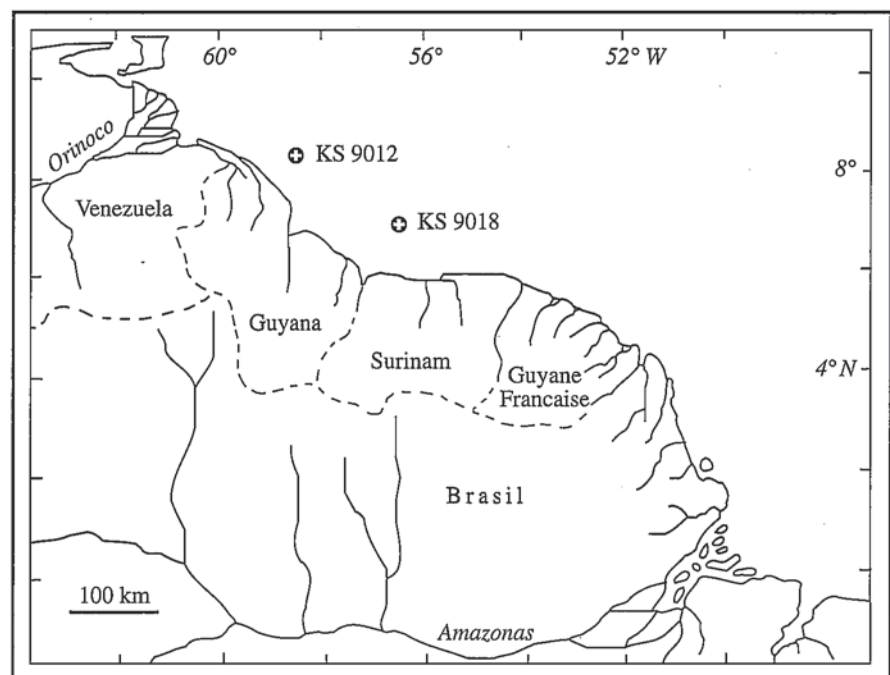 60°
56°
52° W
Orinoco
KS 9012
8°
Venezuela
KS 9018
Guyana
Surinam
4° N
Guyane
Francaise
Brasil
100 km
Amazonas